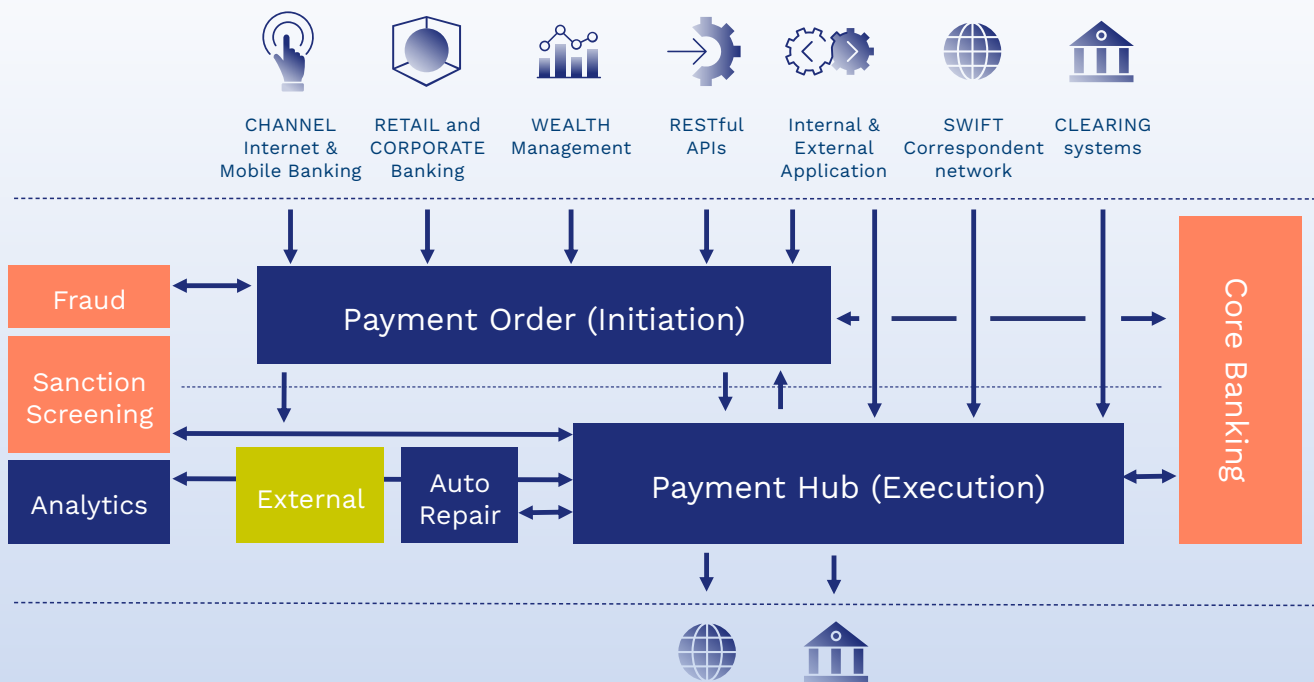 CHANNEL
Internet &
Mobile Banking
RETAIL and
CORPORATE
Banking
WEALTH
Management
RESTful
APIs
Internal &
External
Application
SWIFT
Correspondent
network
CLEARING
systems
Fraud
Payment Order (Initiation)
Core Banking
Sanction
Screening
Analytics
External
Auto
Repair
Payment Hub (Execution)